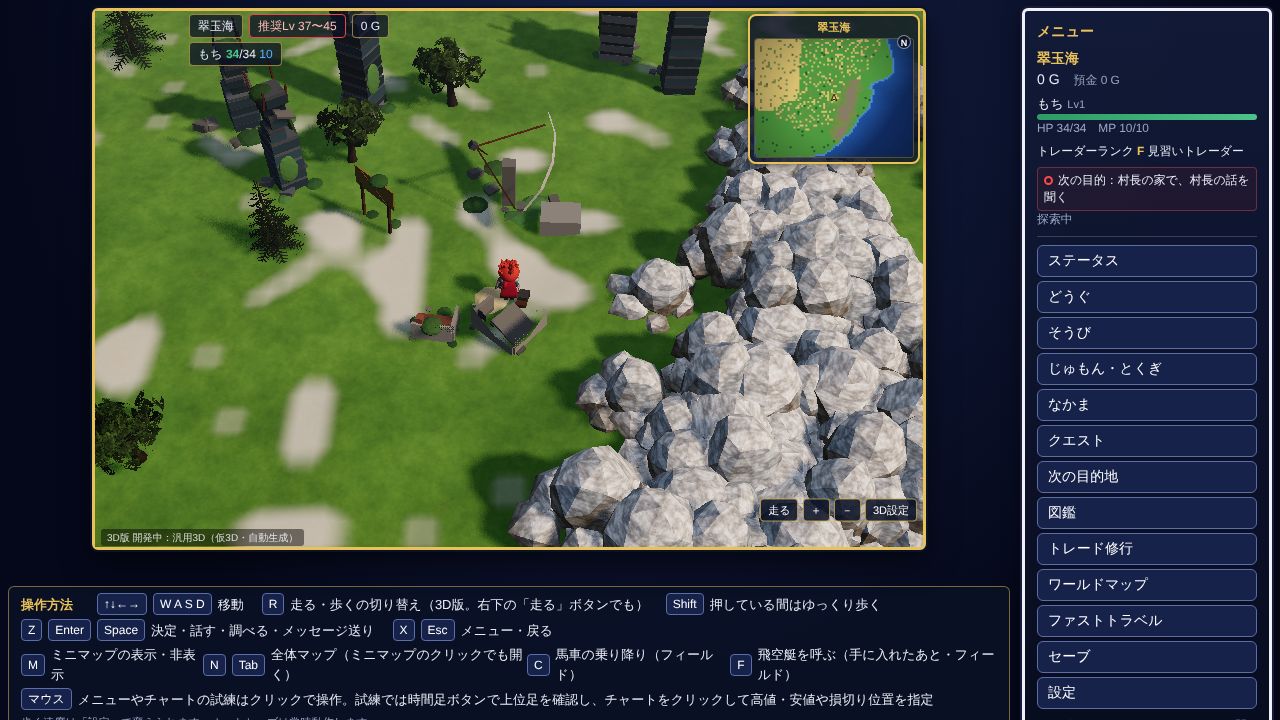 翠玉海
推奨Lv 37〜45
0 G
もち 34/34 10
翠玉海
N
走る
+
−
3D設定
3D版 開発中：汎用3D（仮3D・自動生成）
メニュー
翠玉海
0 G 預金 0 G
もち Lv1
HP 34/34 MP 10/10
トレーダーランク F 見習いトレーダー
次の目的：村長の家で、村長の話を
聞く
探索中
ステータス
どうぐ
そうび
じゅもん・とくぎ
なかま
クエスト
次の目的地
図鑑
トレード修行
ワールドマップ
ファストトラベル
セーブ
設定
操作方法 ↑↓←→ W A S D 移動 R 走る・歩くの切り替え（3D版。右下の「走る」ボタンでも） Shift 押している間はゆっくり歩く
Z Enter Space 決定・話す・調べる・メッセージ送り X Esc メニュー・戻る
M ミニマップの表示・非表示 N Tab 全体マップ（ミニマップのクリックでも開く） C 馬車の乗り降り（フィールド） F 飛空艇を呼ぶ（手に入れたあと・フィールド）
マウス メニューやチャートの試練はクリックで操作。試練では時間足ボタンで上位足を確認し、チャートをクリックして高値・安値や損切り位置を指定